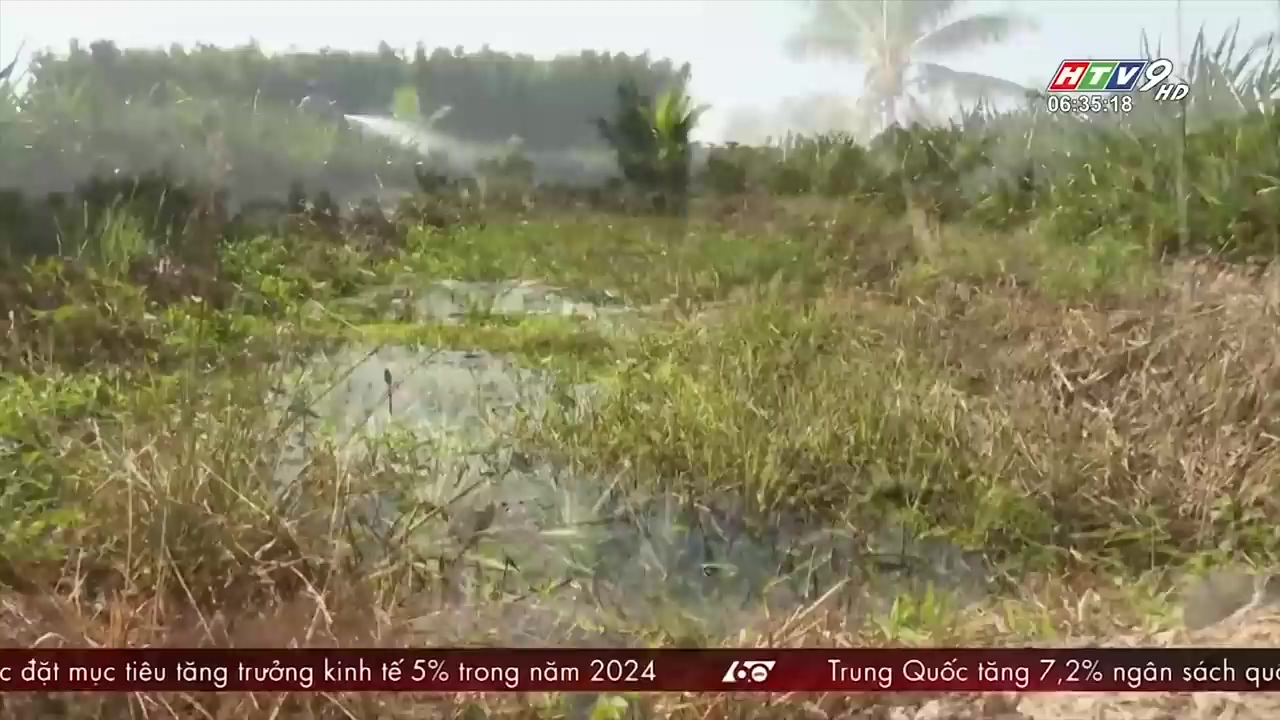 HTV9 HD
06:35:18
đặt mục tiêu tăng trưởng kinh tế 5% trong năm 2024
60 Trung Quốc tăng 7,2% ngân sách